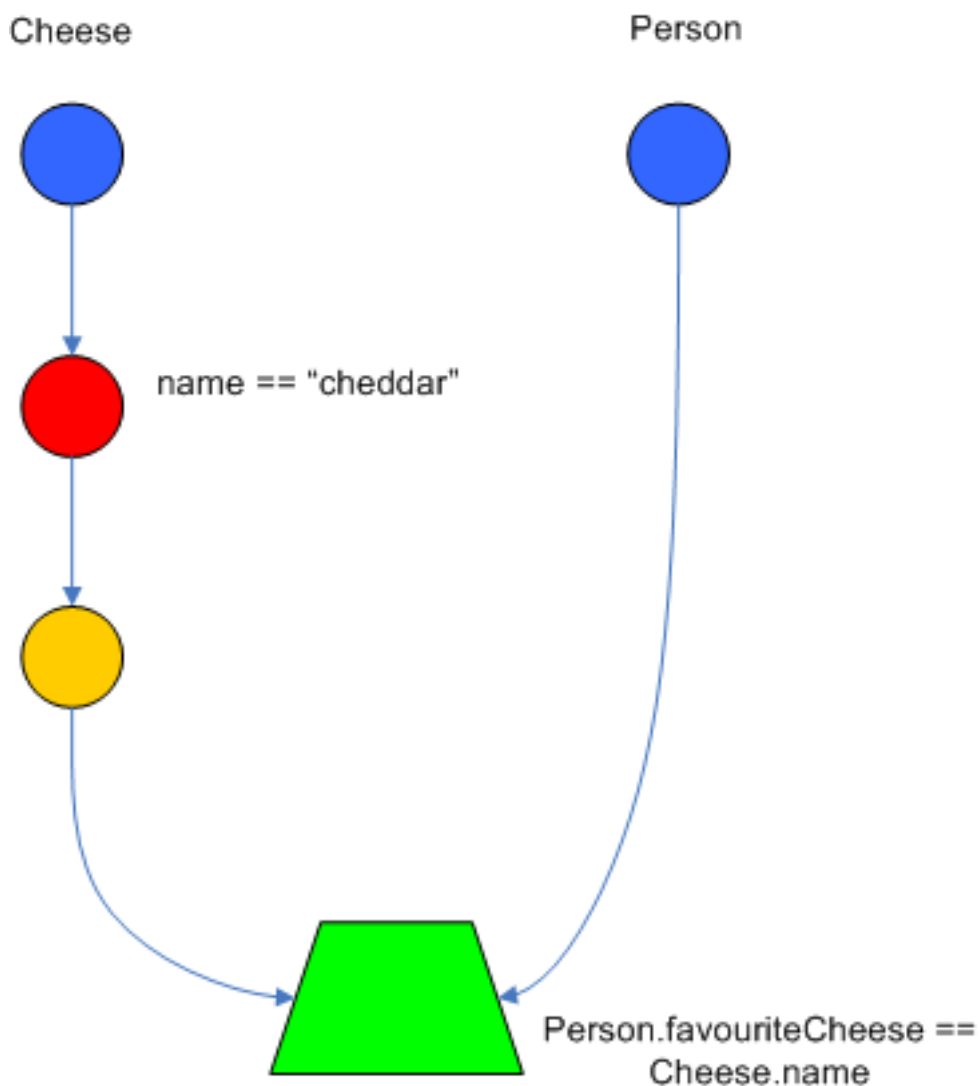 Cheese
Person
name == “cheddar”
Person.favouriteCheese ==
Cheese.name